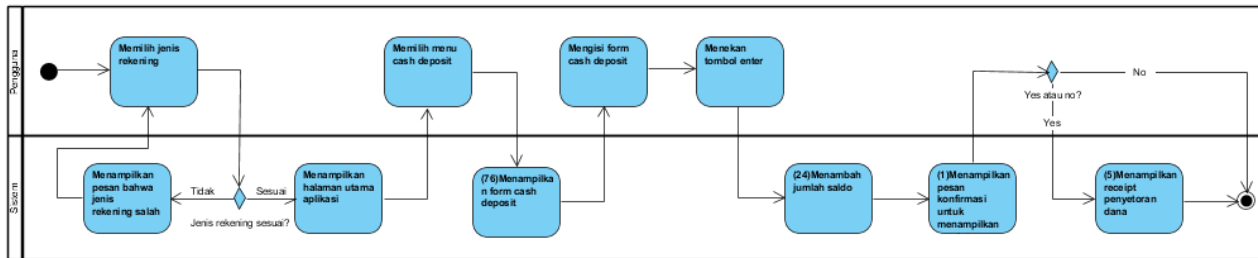 Pengguna
Memilih jenis
rekening
Memilih menu
cash deposit
Mengisi form
cash deposit
Menekan
tombol enter
No
Yes atau no?
Yes
Sistem
Menampilkan
pesan bahwa
jenis
rekening salah
Tidak
Sesuai
Jenis rekening sesuai?
Menampilkan
halaman utama
aplikasi
(76)Menampilka
n form cash
deposit
(24)Menambah
jumlah saldo
(1)Menampilkan
pesan
konfirmasi
untuk
menampilkan
(5)Menampilkan
receipt
penyetoran
dana